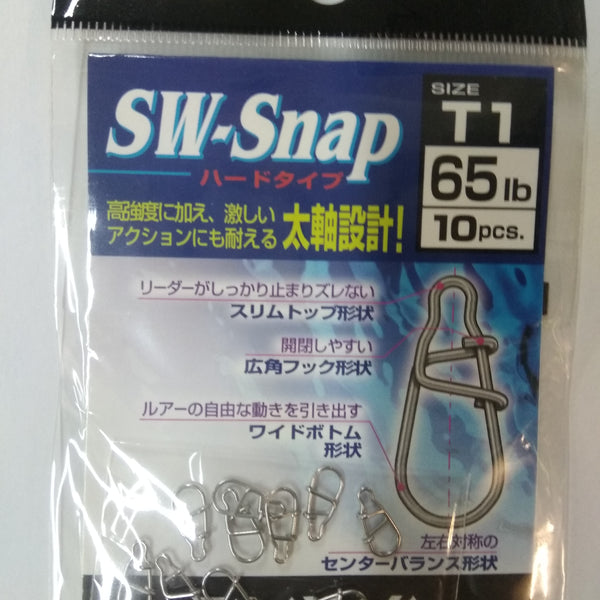 SW-Snap
ハードタイプ
高強度に加え、激しい
アクションにも耐える
太軸設計!
SIZE
T1
65lb
10pcs.
リーダーがしっかり止まりズレない
スリムトップ形状
開閉しやすい
広角フック形状
ルアーの自由な動きを引き出す
ワイドボトム
形状
左右対称の
センターバランス形状